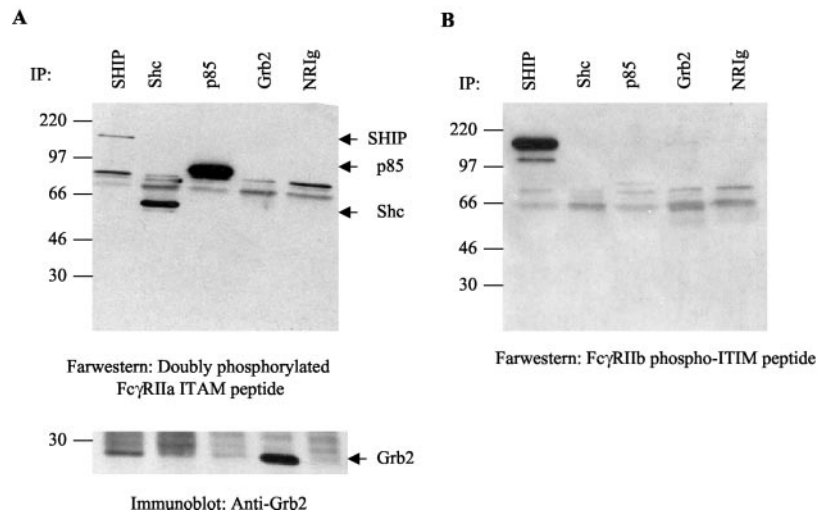 A
IP: SHIP Shc p85 Grb2 NRIg
220
97
66
46
30
SHIP
p85
Shc
Farwestern: Doubly phosphorylated
FcγRIIa ITAM peptide
30
Grb2
Immunoblot: Anti-Grb2
B
IP: SHIP Shc p85 Grb2 NRIg
220
97
66
46
30
Farwestern: FcγRIIb phospho-ITIM peptide